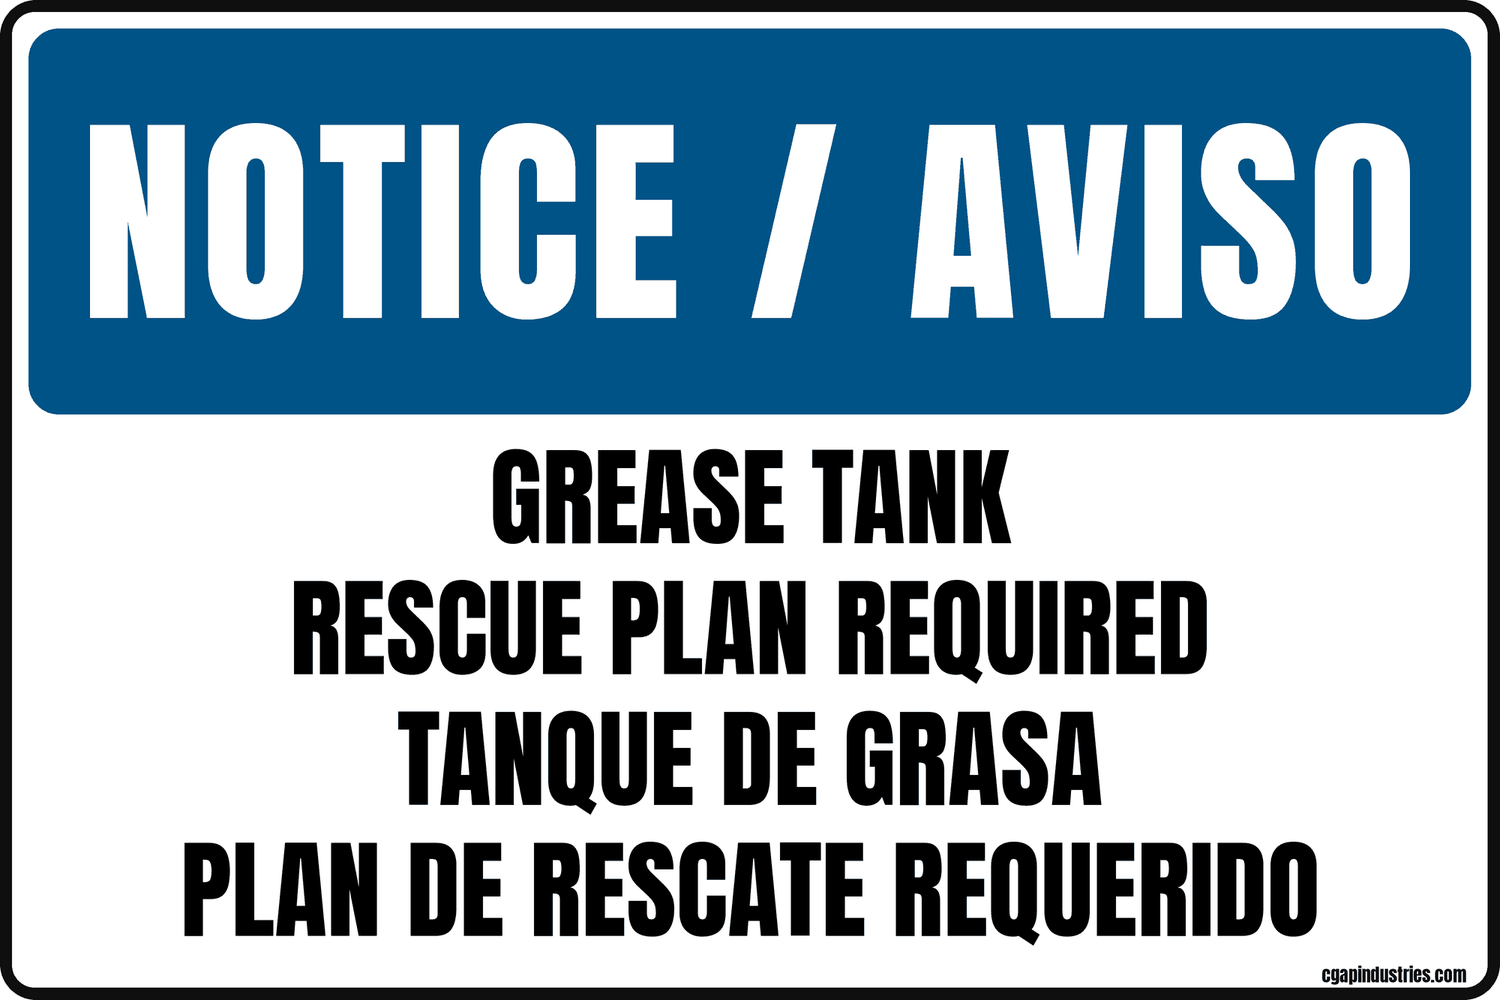 NOTICE / AVISO
GREASE TANK
RESCUE PLAN REQUIRED
TANQUE DE GRASA
PLAN DE RESCATE REQUERIDO
cgapindustries.com